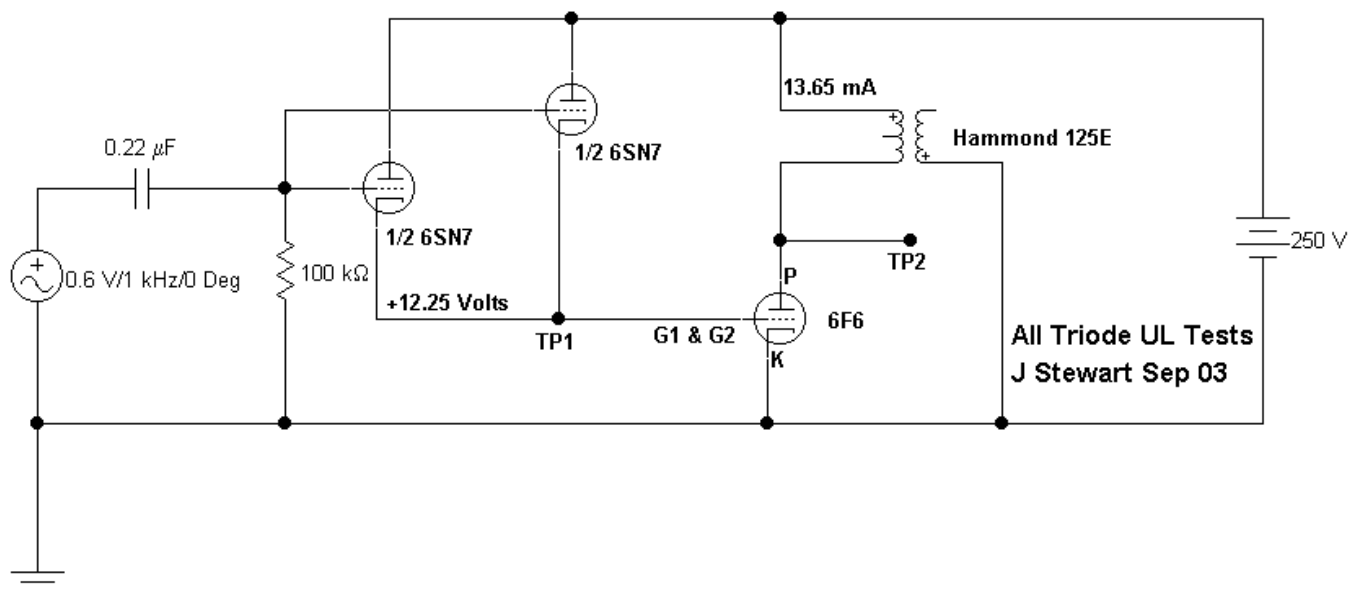 13.65 mA
Hammond 125E
1/2 6SN7
0.22 μF
1/2 6SN7
250 V
TP2
+
0.6 V/1 kHz/0 Deg
100 kΩ
P
+12.25 Volts
TP1
G1 & G2
6F6
K
All Triode UL Tests
J Stewart Sep 03